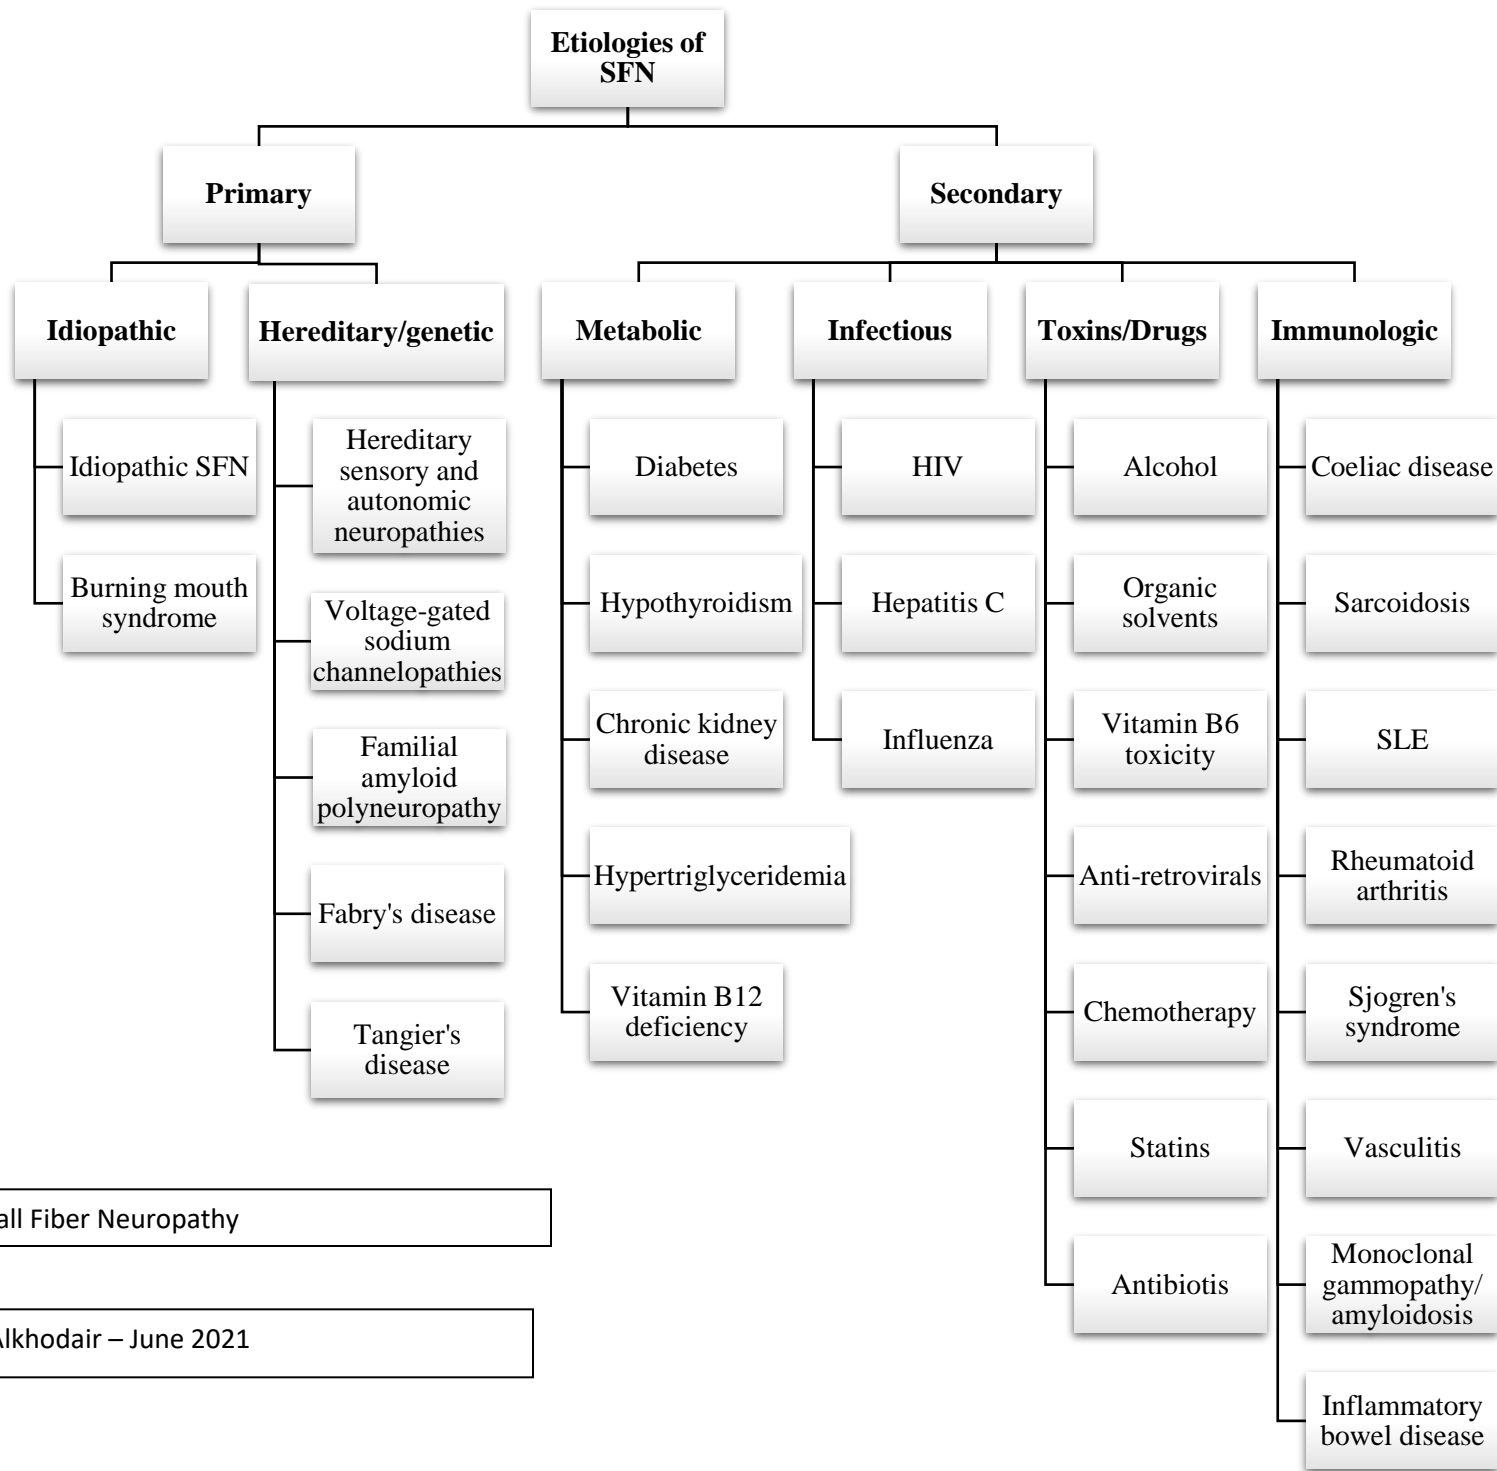 Etiologies of
SFN
Primary
Secondary
Idiopathic
Hereditary/genetic
Metabolic
Infectious
Toxins/Drugs
Immunologic
Idiopathic SFN
Burning mouth
syndrome
Hereditary
sensory and
autonomic
neuropathies
Voltage-gated
sodium
channelopathies
Familial
amyloid
polyneuropathy
Fabry's disease
Tangier's
disease
Diabetes
Hypothyroidism
Chronic kidney
disease
Hypertriglyceridemia
Vitamin B12
deficiency
HIV
Hepatitis C
Influenza
Alcohol
Organic
solvents
Vitamin B6
toxicity
Anti-retrovirals
Chemotherapy
Statins
Antibiotis
Coeliac disease
Sarcoidosis
SLE
Rheumatoid
arthritis
Sjogren's
syndrome
Vasculitis
Monoclonal
gammopathy/
amyloidosis
Inflammatory
bowel disease
all Fiber Neuropathy
Alkhodair – June 2021